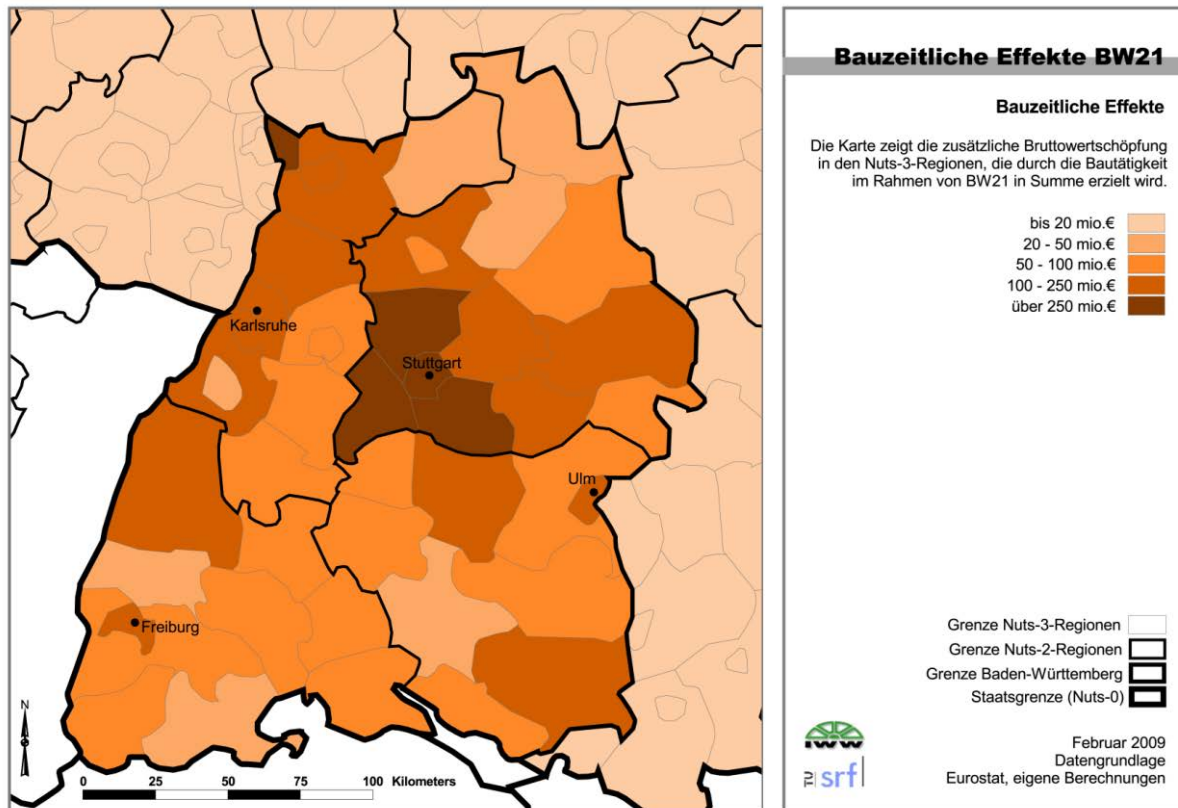 Bauzeitliche Effekte BW21
Bauzeitliche Effekte
Die Karte zeigt die zusätzliche Bruttowertschöpfung
in den Nuts-3-Regionen, die durch die Bautätigkeit
im Rahmen von BW21 in Summe erzielt wird.
bis 20 mio.€
20 - 50 mio.€
50 - 100 mio.€
100 - 250 mio.€
über 250 mio.€
Karlsruhe
Stuttgart
Ulm
Freiburg
N
0 25 50 75 100 Kilometers
Grenze Nuts-3-Regionen
Grenze Nuts-2-Regionen
Grenze Baden-Württemberg
Staatsgrenze (Nuts-0)
IWW
TU srf
Februar 2009
Datengrundlage
Eurostat, eigene Berechnungen